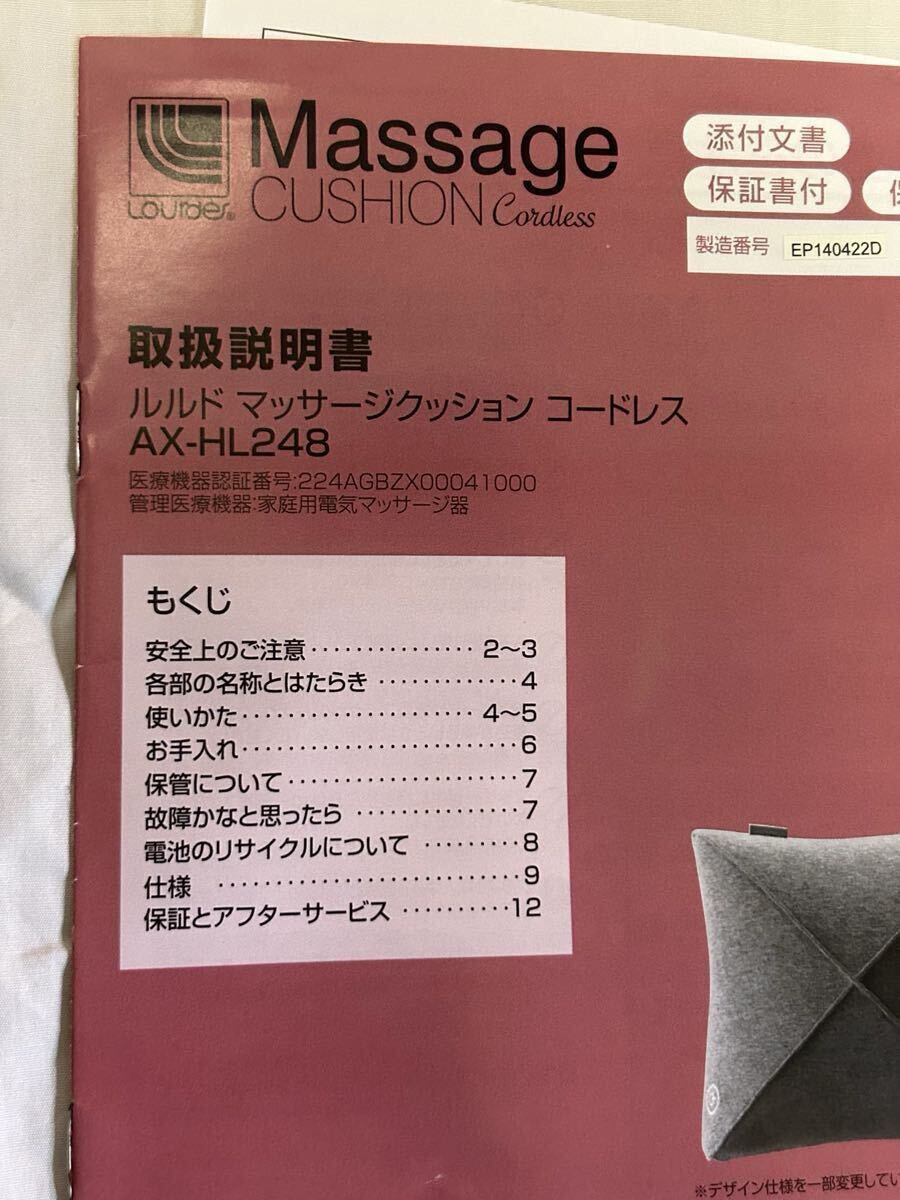 Lourdes®
Massage
CUSHION Cordless
添付文書
保証書付
製造番号 EP140422D
取扱説明書
ルルド マッサージクッション コードレス
AX-HL248
医療機器認証番号:224AGBZX00041000
管理医療機器:家庭用電気マッサージ器
もくじ
安全上のご注意 ··············· 2〜3
各部の名称とはたらき ············· 4
使いかた ······················ 4〜5
お手入れ ·························· 6
保管について ······················ 7
故障かなと思ったら ··············· 7
電池のリサイクルについて ········· 8
仕様 ···························· 9
保証とアフターサービス ·········· 12
※デザイン仕様を一部変更してい